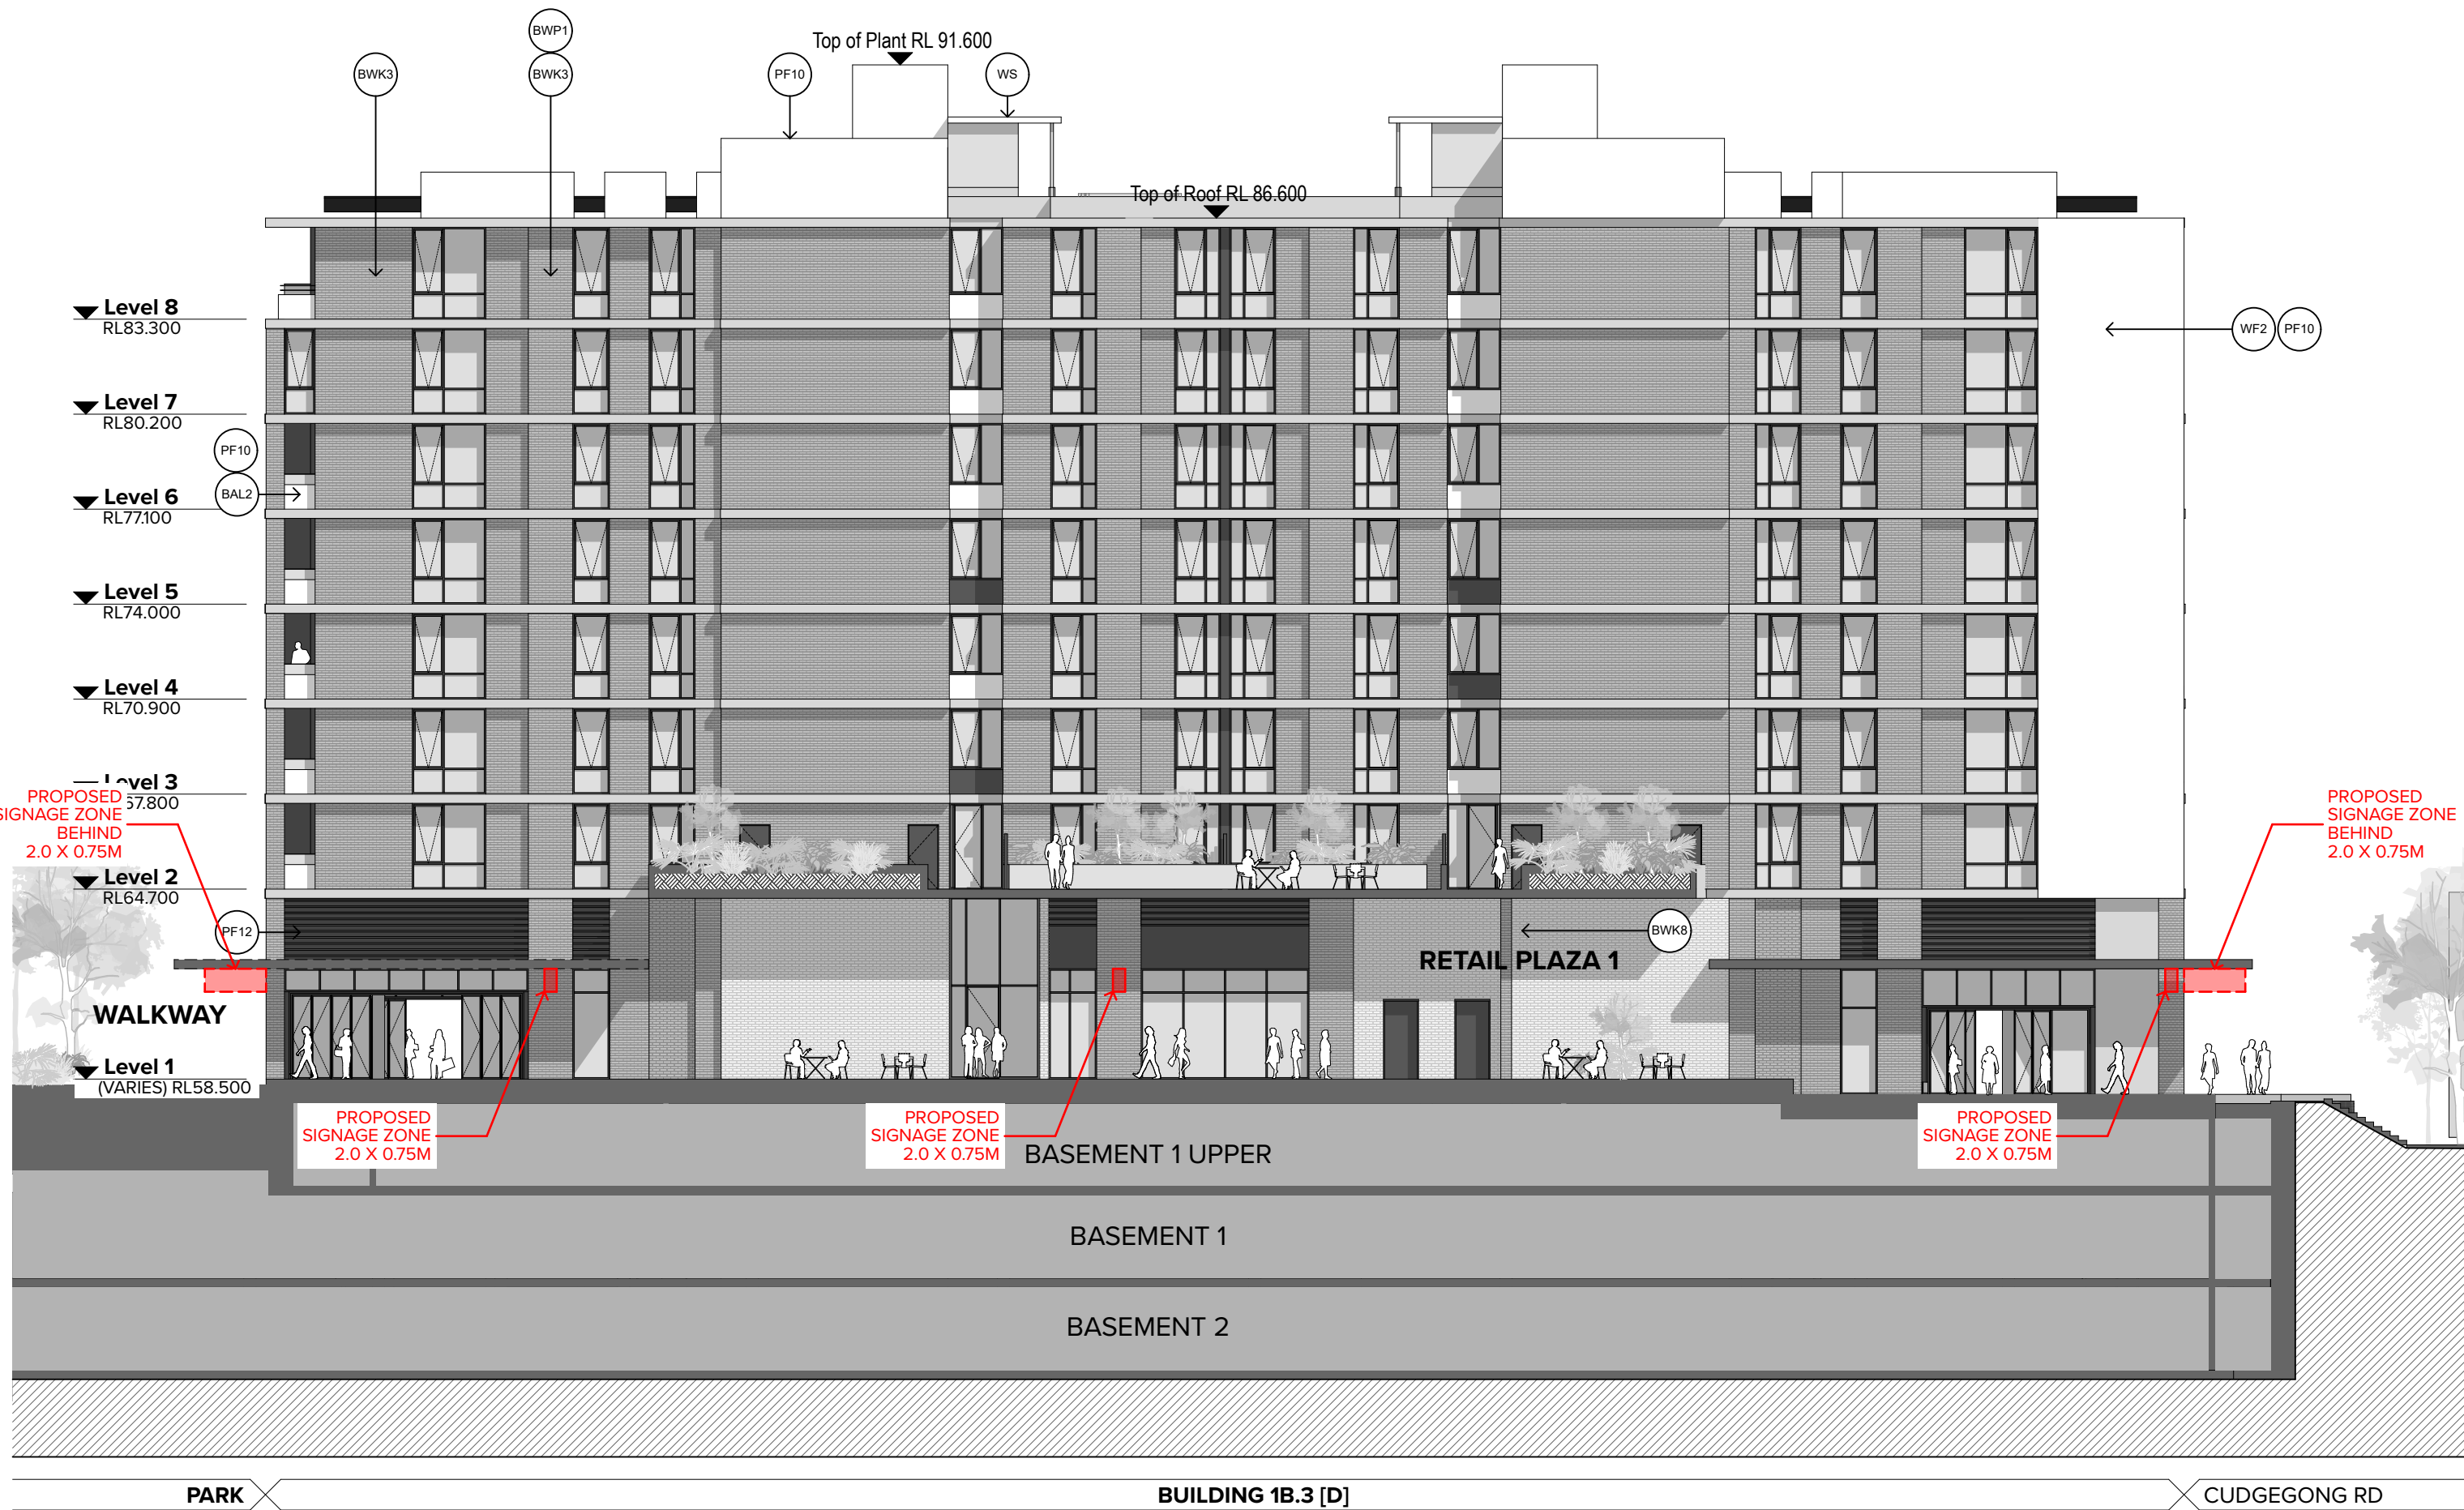 BWP1
BWK3
BWK3
Top of Plant RL 91.600
PF10
WS
Top of Roof RL 86.600
Level 8
RL83.300
WF2
PF10
Level 7
RL80.200
PF10
BAL2
Level 6
RL77.100
Level 5
RL74.000
Level 4
RL70.900
Level 3
67.800
PROPOSED
SIGNAGE ZONE
BEHIND
2.0 X 0.75M
PROPOSED
SIGNAGE ZONE
BEHIND
2.0 X 0.75M
Level 2
RL64.700
PF12
BWK8
RETAIL PLAZA 1
WALKWAY
Level 1
(VARIES) RL58.500
PROPOSED
SIGNAGE ZONE
2.0 X 0.75M
PROPOSED
SIGNAGE ZONE
2.0 X 0.75M
PROPOSED
SIGNAGE ZONE
2.0 X 0.75M
BASEMENT 1 UPPER
BASEMENT 1
BASEMENT 2
PARK
BUILDING 1B.3 [D]
CUDGEGONG RD